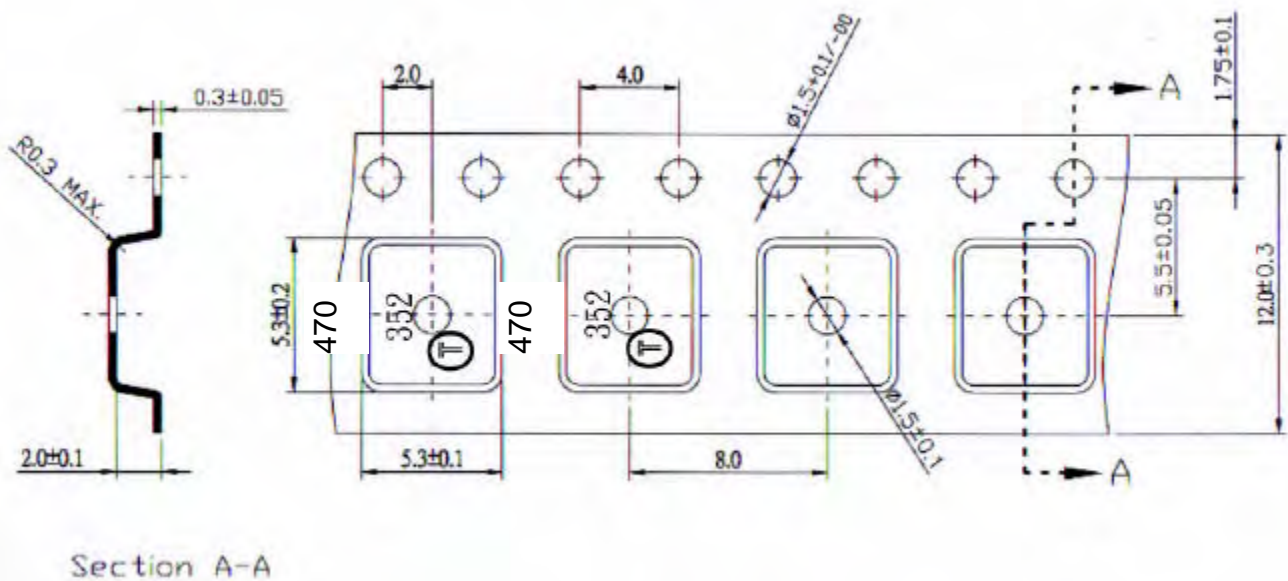 2.0
4.0
Ø1.5+0.1/-00
A
1.75±0.1
0.3±0.05
R0.3 MAX.
5.3±0.2
470
352
T
470
352
T
5.5±0.05
12.0±0.3
Ø1.5±0.1
2.0±0.1
5.3±0.1
8.0
A
Section A-A